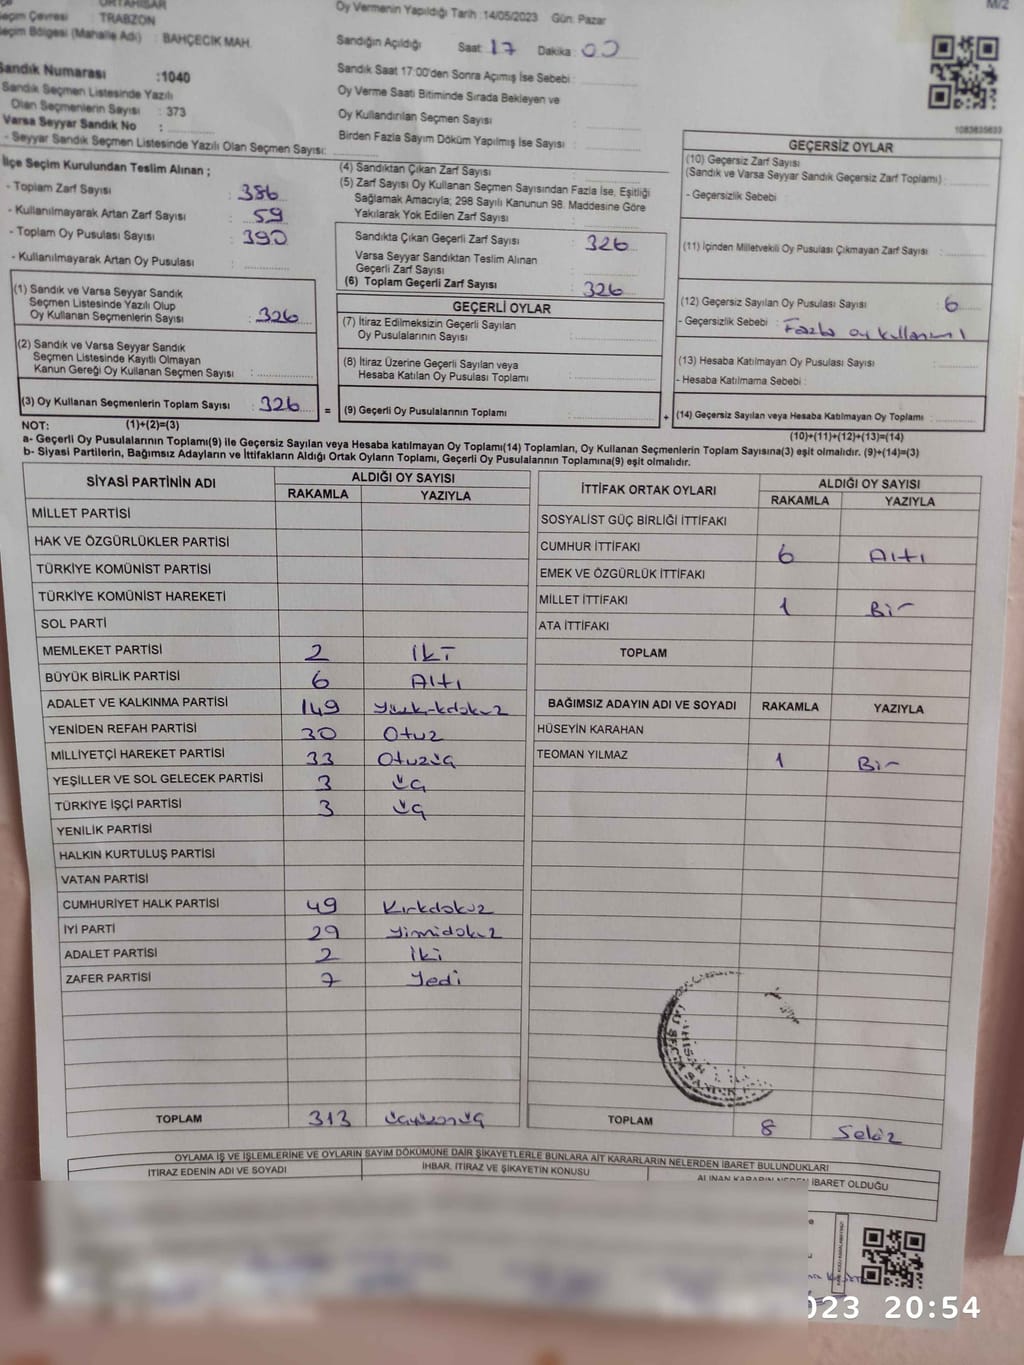 ORTAHİSAR
Seçim Çevresi : TRABZON
Seçim Bölgesi (Mahalle Adı) : BAHÇECİK MAH.
Sandık Numarası :1040
Sandık Seçmen Listesinde Yazılı
Olan Seçmenlerin Sayısı : 373
Varsa Seyyar Sandık No :
- Seyyar Sandık Seçmen Listesinde Yazılı Olan Seçmen Sayısı:
İlçe Seçim Kurulundan Teslim Alınan ;
- Toplam Zarf Sayısı : 386
- Kullanılmayarak Artan Zarf Sayısı : 59
- Toplam Oy Pusulası Sayısı : 390
- Kullanılmayarak Artan Oy Pusulası :
(1) Sandık ve Varsa Seyyar Sandık
Seçmen Listesinde Yazılı Olup
Oy Kullanan Seçmenlerin Sayısı : 326
(2) Sandık ve Varsa Seyyar Sandık
Seçmen Listesinde Kayıtlı Olmayan
Kanun Gereği Oy Kullanan Seçmen Sayısı :
(3) Oy Kullanan Seçmenlerin Toplam Sayısı : 326
(1)+(2)=(3)
M/2
Oy Vermenin Yapıldığı Tarih :14/05/2023 Gün: Pazar
Sandığın Açıldığı Saat: 17 Dakika : 00
Sandık Saat 17:00'den Sonra Açımış İse Sebebi :
Oy Verme Saati Bitiminde Sırada Bekleyen ve
Oy Kullandırılan Seçmen Sayısı :
Birden Fazla Sayım Döküm Yapılmış İse Sayısı :
(4) Sandıktan Çıkan Zarf Sayısı :
(5) Zarf Sayısı Oy Kullanan Seçmen Sayısından Fazla İse, Eşitliği
Sağlamak Amacıyla; 298 Sayılı Kanunun 98. Maddesine Göre
Yakılarak Yok Edilen Zarf Sayısı :
Sandıkta Çıkan Geçerli Zarf Sayısı : 326
Varsa Seyyar Sandıktan Teslim Alınan
Geçerli Zarf Sayısı :
(6) Toplam Geçerli Zarf Sayısı : 326
GEÇERLİ OYLAR
(7) İtiraz Edilmeksizin Geçerli Sayılan
Oy Pusulalarının Sayısı :
(8) İtiraz Üzerine Geçerli Sayılan veya
Hesaba Katılan Oy Pusulası Toplamı :
= (9) Geçerli Oy Pusulalarının Toplamı :
1083635633
GEÇERSİZ OYLAR
(10) Geçersiz Zarf Sayısı
(Sandık ve Varsa Seyyar Sandık Geçersiz Zarf Toplamı) :
- Geçersizlik Sebebi :
(11) İçinden Milletvekili Oy Pusulası Çıkmayan Zarf Sayısı :
(12) Geçersiz Sayılan Oy Pusulası Sayısı : 6
- Geçersizlik Sebebi : Fazla oy kullanımı
(13) Hesaba Katılmayan Oy Pusulası Sayısı :
- Hesaba Katılmama Sebebi :
+ (14) Geçersiz Sayılan veya Hesaba Katılmayan Oy Toplamı :
(10)+(11)+(12)+(13)=(14)
NOT:
a- Geçerli Oy Pusulalarının Toplamı(9) ile Geçersiz Sayılan veya Hesaba katılmayan Oy Toplamı(14) Toplamları, Oy Kullanan Seçmenlerin Toplam Sayısına(3) eşit olmalıdır. (9)+(14)=(3)
b- Siyasi Partilerin, Bağımsız Adayların ve İttifakların Aldığı Ortak Oyların Toplamı, Geçerli Oy Pusulalarının Toplamına(9) eşit olmalıdır.
SİYASİ PARTİNİN ADI ALDIĞI OY SAYISI
RAKAMLA YAZIYLA
MİLLET PARTİSİ
HAK VE ÖZGÜRLÜKLER PARTİSİ
TÜRKİYE KOMÜNİST PARTİSİ
TÜRKİYE KOMÜNİST HAREKETİ
SOL PARTİ
MEMLEKET PARTİSİ 2 İKİ
BÜYÜK BİRLİK PARTİSİ 6 Altı
ADALET VE KALKINMA PARTİSİ 149
YENİDEN REFAH PARTİSİ 30 Otuz
MİLLİYETÇİ HAREKET PARTİSİ 33 Otuzüç
YEŞİLLER VE SOL GELECEK PARTİSİ 3 üç
TÜRKİYE İŞÇİ PARTİSİ 3 üç
YENİLİK PARTİSİ
HALKIN KURTULUŞ PARTİSİ
VATAN PARTİSİ
CUMHURİYET HALK PARTİSİ 49 Kırkdokuz
İYİ PARTİ 29 yimidokuz
ADALET PARTİSİ 2 iki
ZAFER PARTİSİ 7 Yedi
TOPLAM 313 üçyüzonüç
İTTİFAK ORTAK OYLARI ALDIĞI OY SAYISI
RAKAMLA YAZIYLA
SOSYALİST GÜÇ BİRLİĞİ İTTİFAKI
CUMHUR İTTİFAKI 6 Altı
EMEK VE ÖZGÜRLÜK İTTİFAKI
MİLLET İTTİFAKI 1 Bir
ATA İTTİFAKI
TOPLAM
BAĞIMSIZ ADAYIN ADI VE SOYADI RAKAMLA YAZIYLA
HÜSEYİN KARAHAN
TEOMAN YILMAZ 1 Bir
TOPLAM 8 Sekiz
OYLAMA İŞ VE İŞLEMLERİNE VE OYLARIN SAYIM DÖKÜMÜNE DAİR ŞİKAYETLERLE BUNLARA AİT KARARLARIN NELERDEN İBARET BULUNDUKLARI
İTİRAZ EDENİN ADI VE SOYADI İHBAR, İTİRAZ VE ŞİKAYETİN KONUSU ALINAN KARARIN NEDEN İBARET OLDUĞU
023 20:54